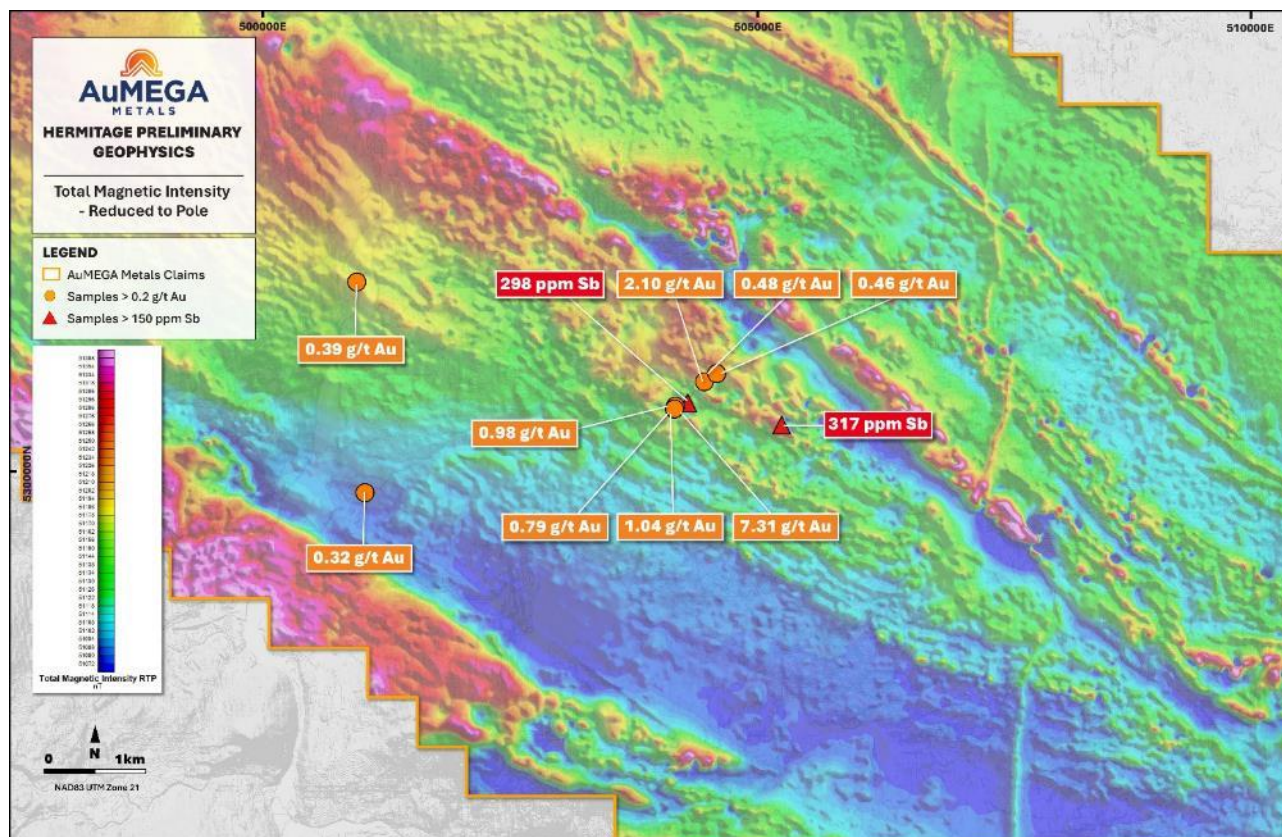 500000E
505000E
510000E
AuMEGA
METALS
HERMITAGE PRELIMINARY
GEOPHYSICS
Total Magnetic Intensity
- Reduced to Pole
LEGEND
AuMEGA Metals Claims
Samples > 0.2 g/t Au
Samples > 150 ppm Sb
298 ppm Sb
2.10 g/t Au
0.48 g/t Au
0.46 g/t Au
0.39 g/t Au
0.98 g/t Au
317 ppm Sb
5300000N
0.79 g/t Au
1.04 g/t Au
7.31 g/t Au
0.32 g/t Au
Total Magnetic Intensity RTP
nT
N
0 1km
NAD83 UTM Zone 21